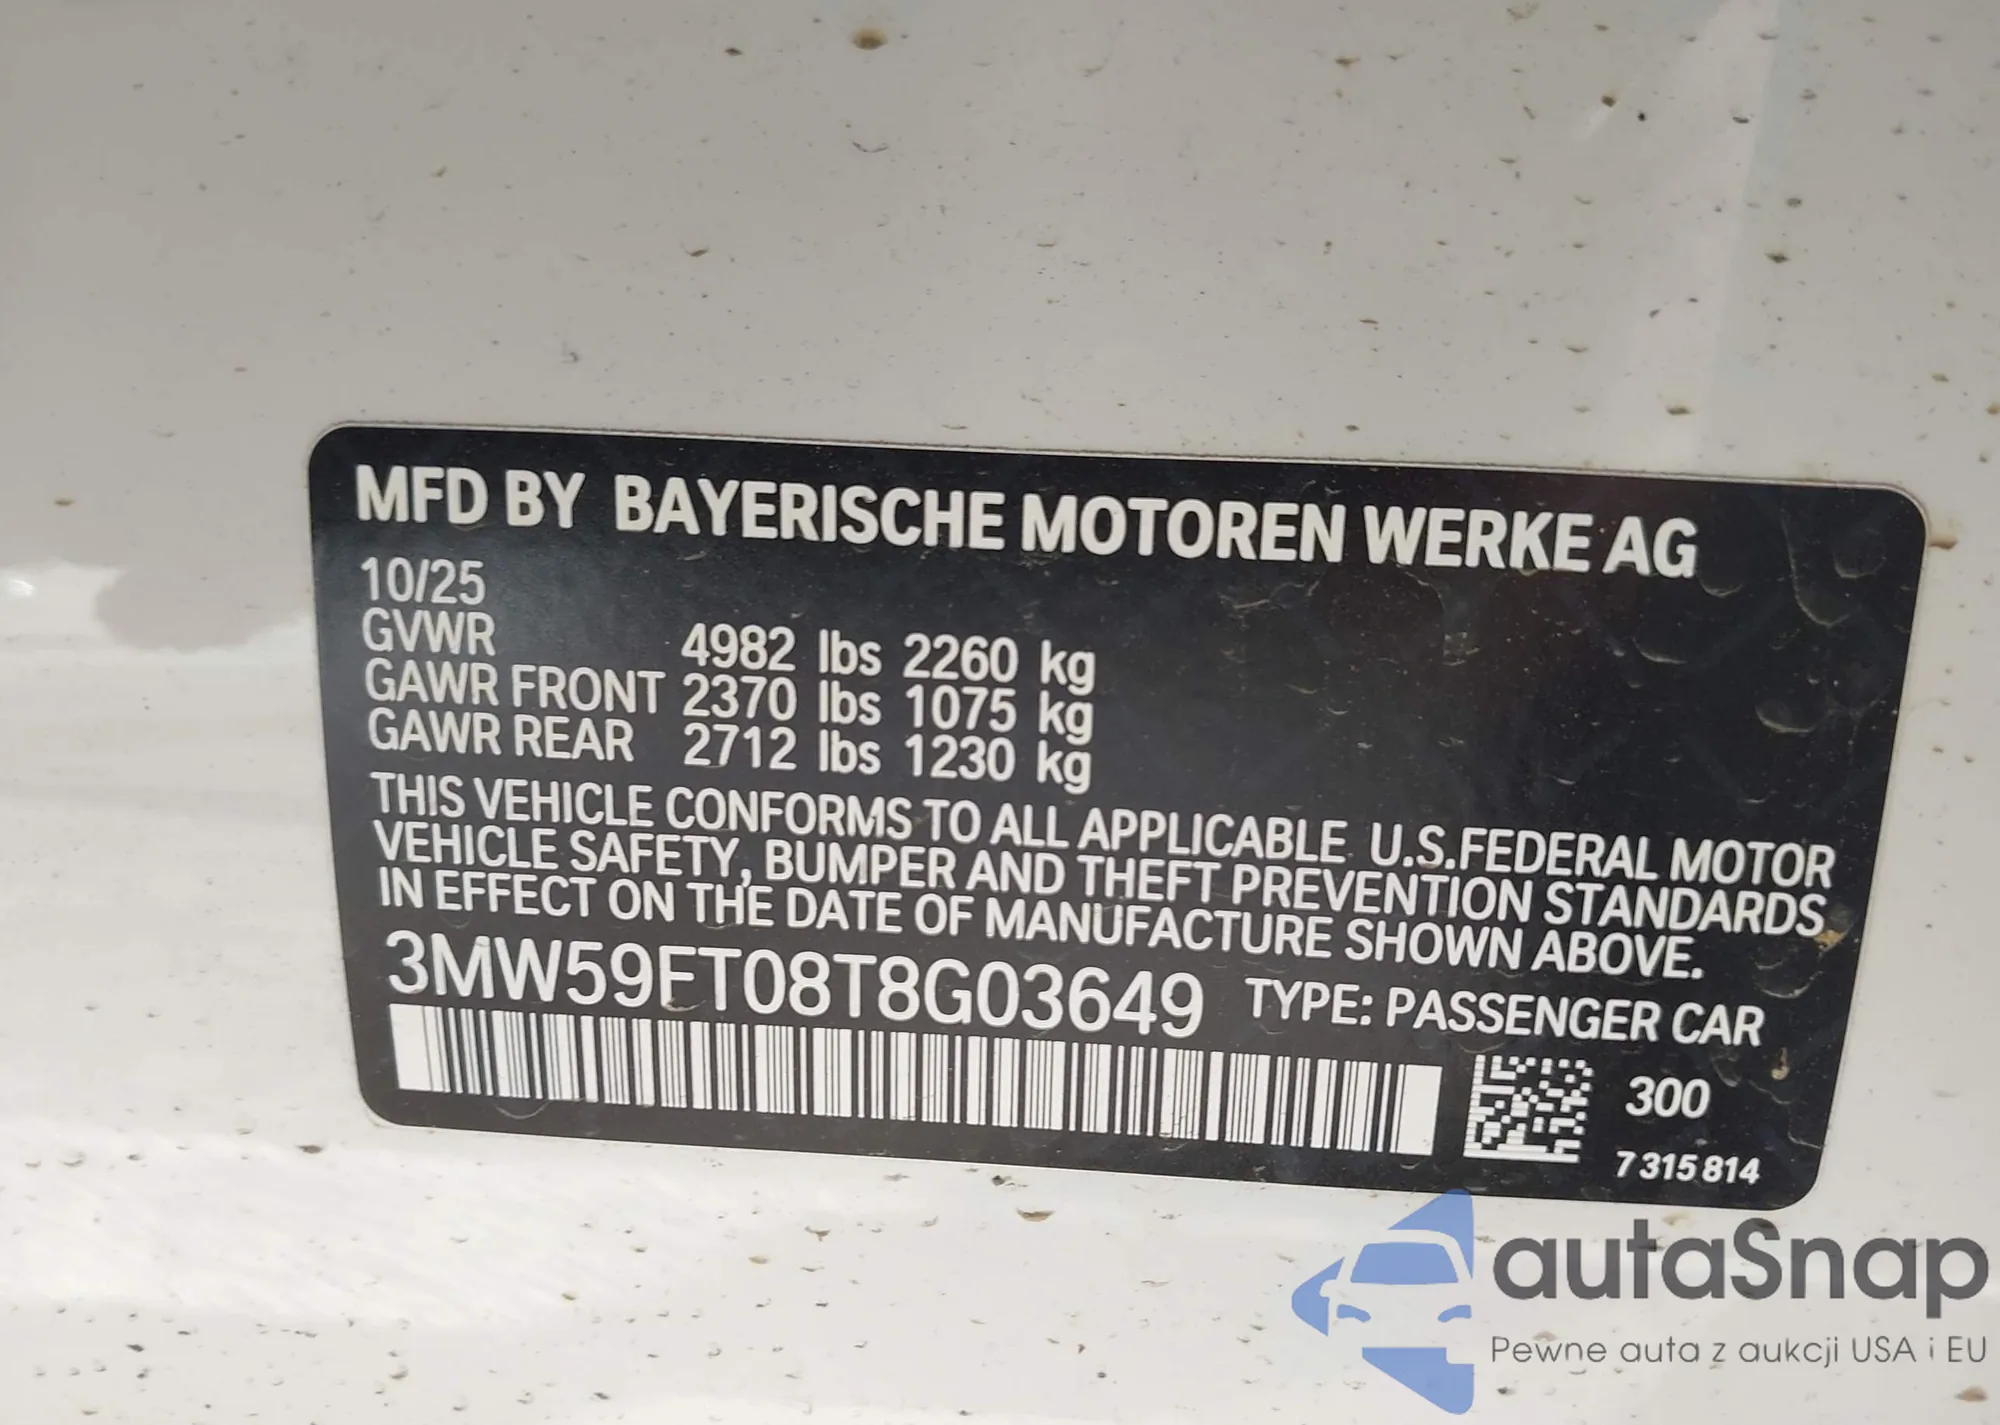 MFD BY BAYERISCHE MOTOREN WERKE AG
10/25
GVWR 4982 lbs 2260 kg
GAWR FRONT 2370 lbs 1075 kg
GAWR REAR 2712 lbs 1230 kg
THIS VEHICLE CONFORMS TO ALL APPLICABLE U.S.FEDERAL MOTOR
VEHICLE SAFETY, BUMPER AND THEFT PREVENTION STANDARDS
IN EFFECT ON THE DATE OF MANUFACTURE SHOWN ABOVE.
3MW59FT08T8G03649 TYPE: PASSENGER CAR
300
7 315 814
autaSnap
Pewne auta z aukcji USA i EU